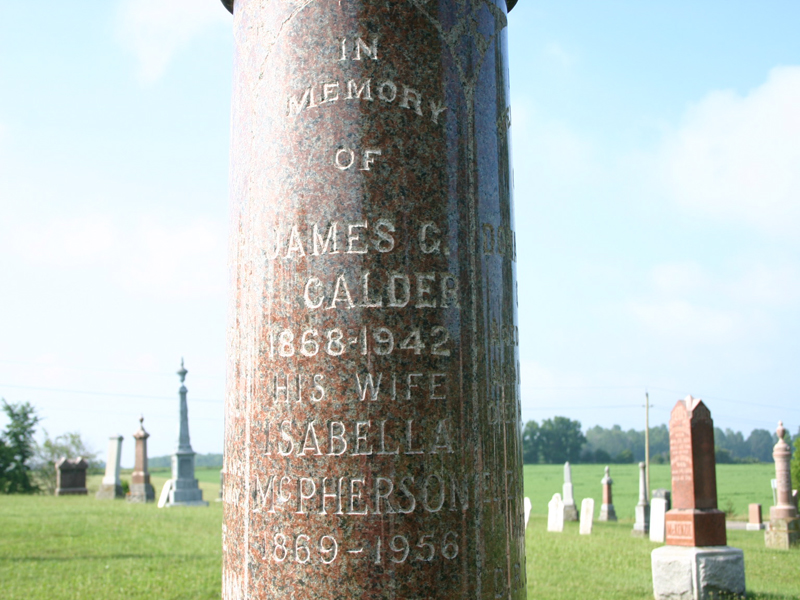 IN
MEMORY
OF
JAMES G.
CALDER
1868-1942
HIS WIFE
ISABELLA
MCPHERSON
1869-1956